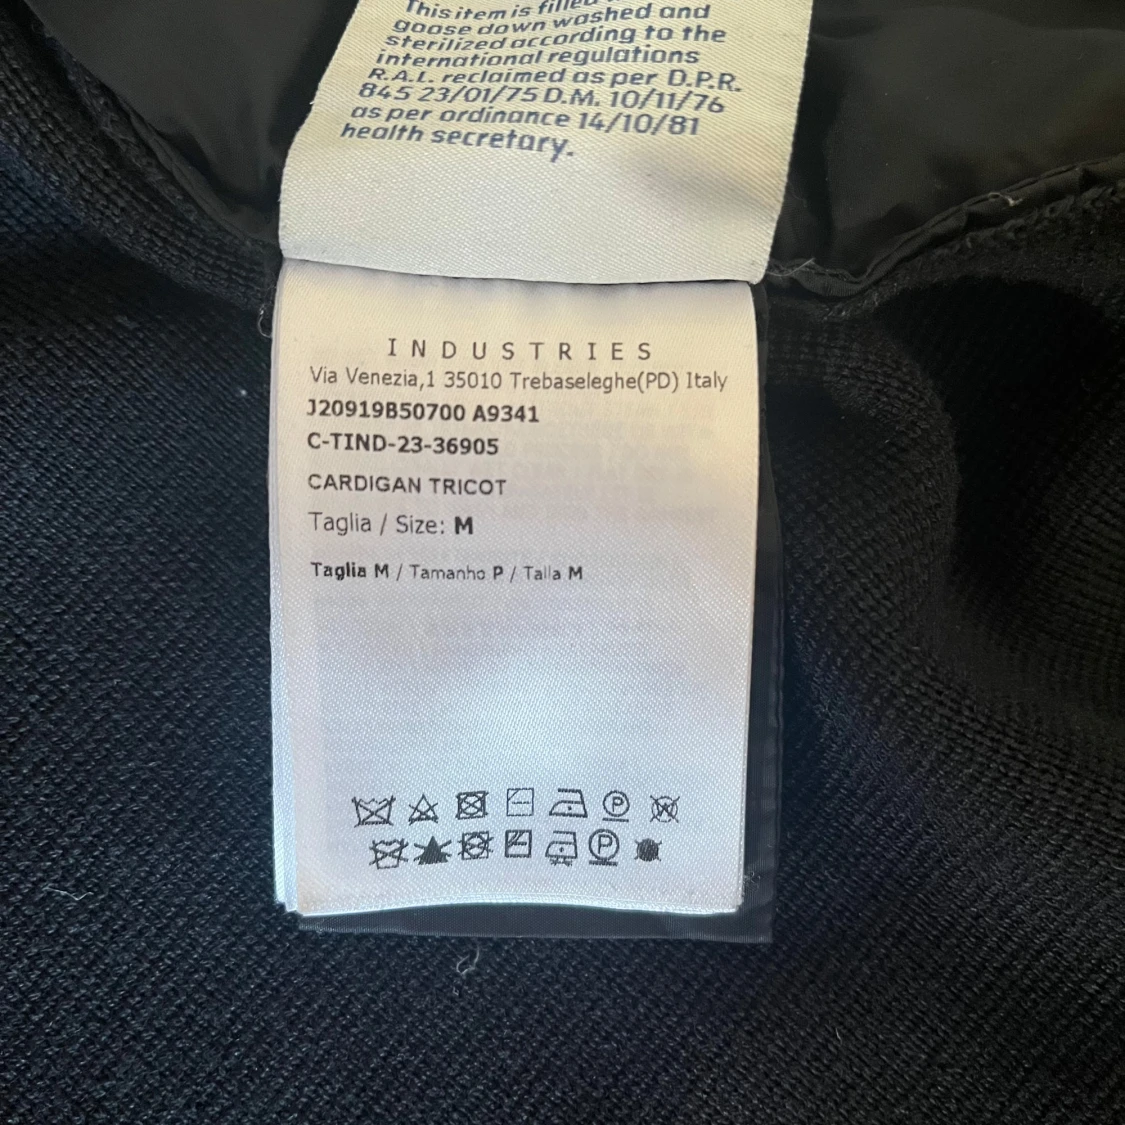 This item is filled
goose down washed and
sterilized according to the
international regulations
R.A.L. reclaimed as per D.P.R.
845 23/01/75 D.M. 10/11/76
as per ordinance 14/10/81
health secretary.
INDUSTRIES
Via Venezia,1 35010 Trebaseleghe(PD) Italy
J20919B50700 A9341
C-TIND-23-36905
CARDIGAN TRICOT
Taglia / Size: M
Taglia M / Tamanho P / Talla M
P
W
P